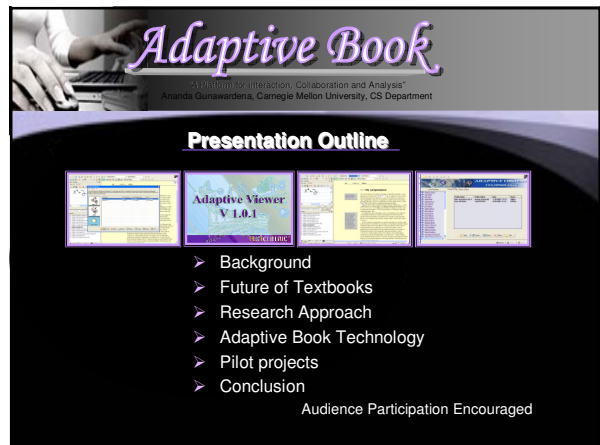 Adaptive Book
"A Platform for Interaction, Collaboration and Analysis"
Ananda Gunawardena, Carnegie Mellon University, CS Department
Presentation Outline
Adaptive Viewer
V 1.0.1
Background
Future of Textbooks
Research Approach
Adaptive Book Technology
Pilot projects
Conclusion
Audience Participation Encouraged